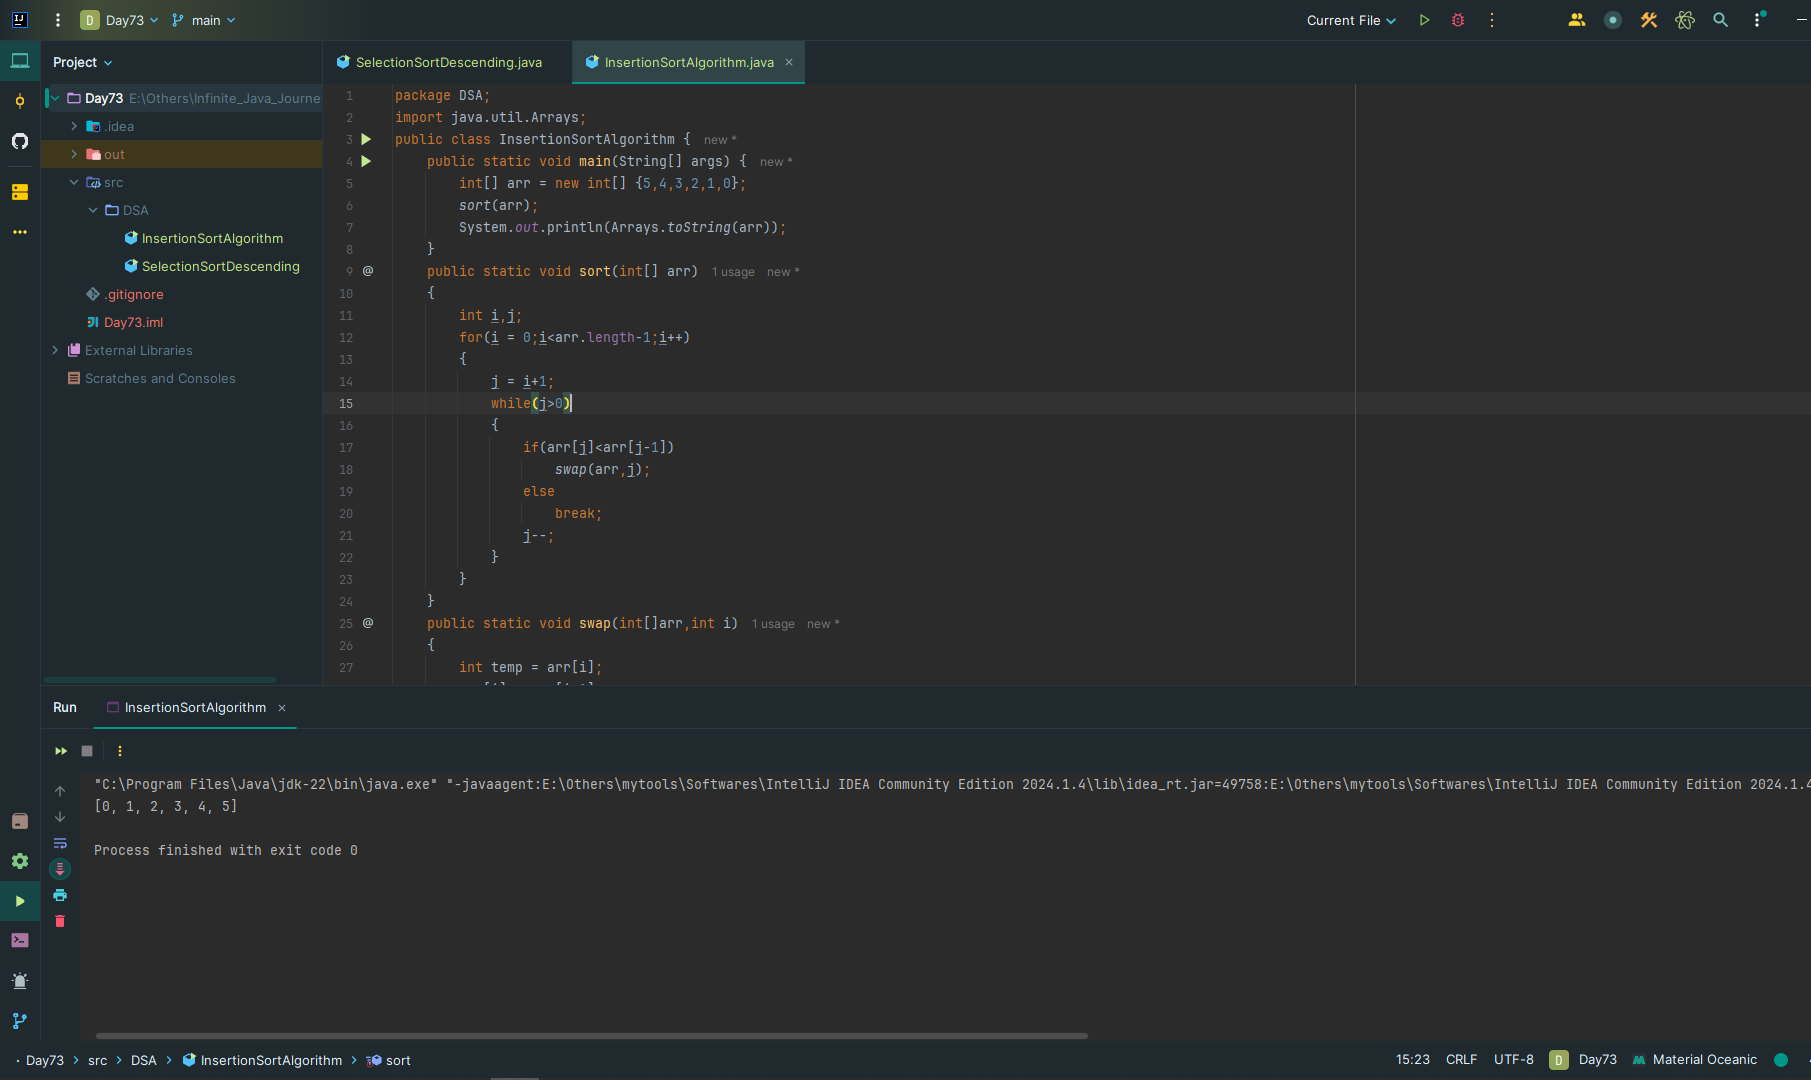 IJ D Day73 main Current File
Project
Day73 E:\Others\Infinite_Java_Journe
.idea
out
src
DSA
InsertionSortAlgorithm
SelectionSortDescending
.gitignore
Day73.iml
External Libraries
Scratches and Consoles
SelectionSortDescending.java InsertionSortAlgorithm.java ×
1 package DSA;
2 import java.util.Arrays;
3 public class InsertionSortAlgorithm { new *
4 public static void main(String[] args) { new *
5 int[] arr = new int[] {5,4,3,2,1,0};
6 sort(arr);
7 System.out.println(Arrays.toString(arr));
8 }
9 @ public static void sort(int[] arr) 1 usage new *
10 {
11 int i,j;
12 for(i = 0;i<arr.length-1;i++)
13 {
14 j = i+1;
15 while(j>0)
16 {
17 if(arr[j]<arr[j-1])
18 swap(arr,j);
19 else
20 break;
21 j--;
22 }
23 }
24 }
25 @ public static void swap(int[]arr,int i) 1 usage new *
26 {
27 int temp = arr[i];
Run InsertionSortAlgorithm ×
"C:\Program Files\Java\jdk-22\bin\java.exe" "-javaagent:E:\Others\mytools\Softwares\IntelliJ IDEA Community Edition 2024.1.4\lib\idea_rt.jar=49758:E:\Others\mytools\Softwares\IntelliJ IDEA Community Edition 2024.1.4
[0, 1, 2, 3, 4, 5]
Process finished with exit code 0
Day73 > src > DSA > InsertionSortAlgorithm > sort 15:23 CRLF UTF-8 D Day73 Material Oceanic